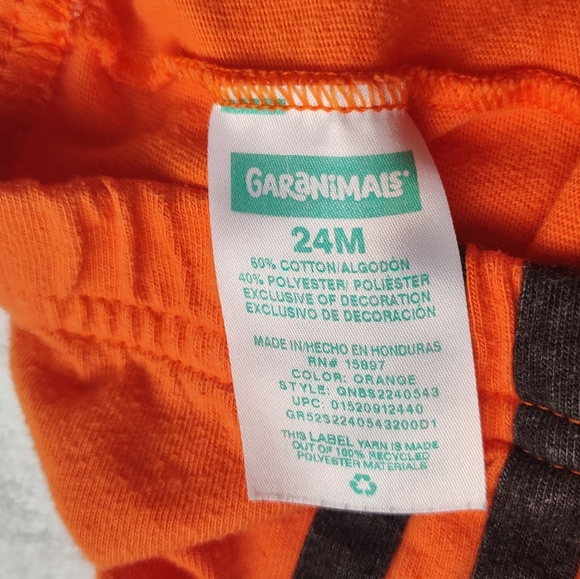 GARANIMALS
24M
60% COTTON/ALGODÓN
40% POLYESTER/ POLIÉSTER
EXCLUSIVE OF DECORATION
EXCLUSIVO DE DECORACIÓN
MADE IN/HECHO EN HONDURAS
RN# 15897
COLOR: ORANGE
STYLE: GNBS2240543
UPC: 01520912440
GR52S2240543200D1
THIS LABEL YARN IS MADE
OUT OF 100% RECYCLED
POLYESTER MATERIALS